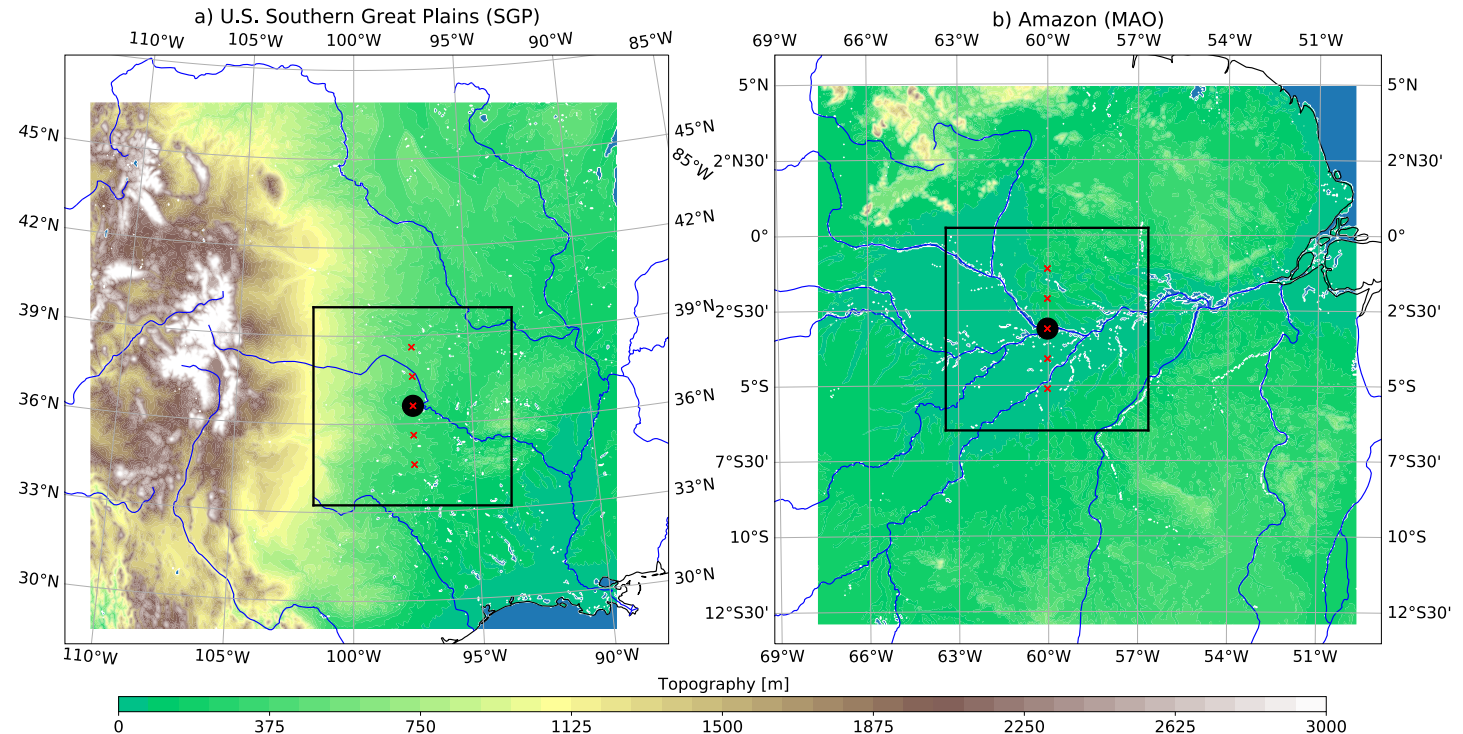 a) U.S. Southern Great Plains (SGP)
110°W 105°W 100°W 95°W 90°W 85°W
45°N 45°N
85°W
42°N 42°N
39°N 39°N
36°N 36°N
33°N 33°N
30°N 30°N
110°W 105°W 100°W 95°W 90°W
b) Amazon (MAO)
69°W 66°W 63°W 60°W 57°W 54°W 51°W
5°N 5°N
2°N30' 2°N30'
0° 0°
2°S30' 2°S30'
5°S 5°S
7°S30' 7°S30'
10°S 10°S
12°S30' 12°S30'
69°W 66°W 63°W 60°W 57°W 54°W 51°W
Topography [m]
0 375 750 1125 1500 1875 2250 2625 3000